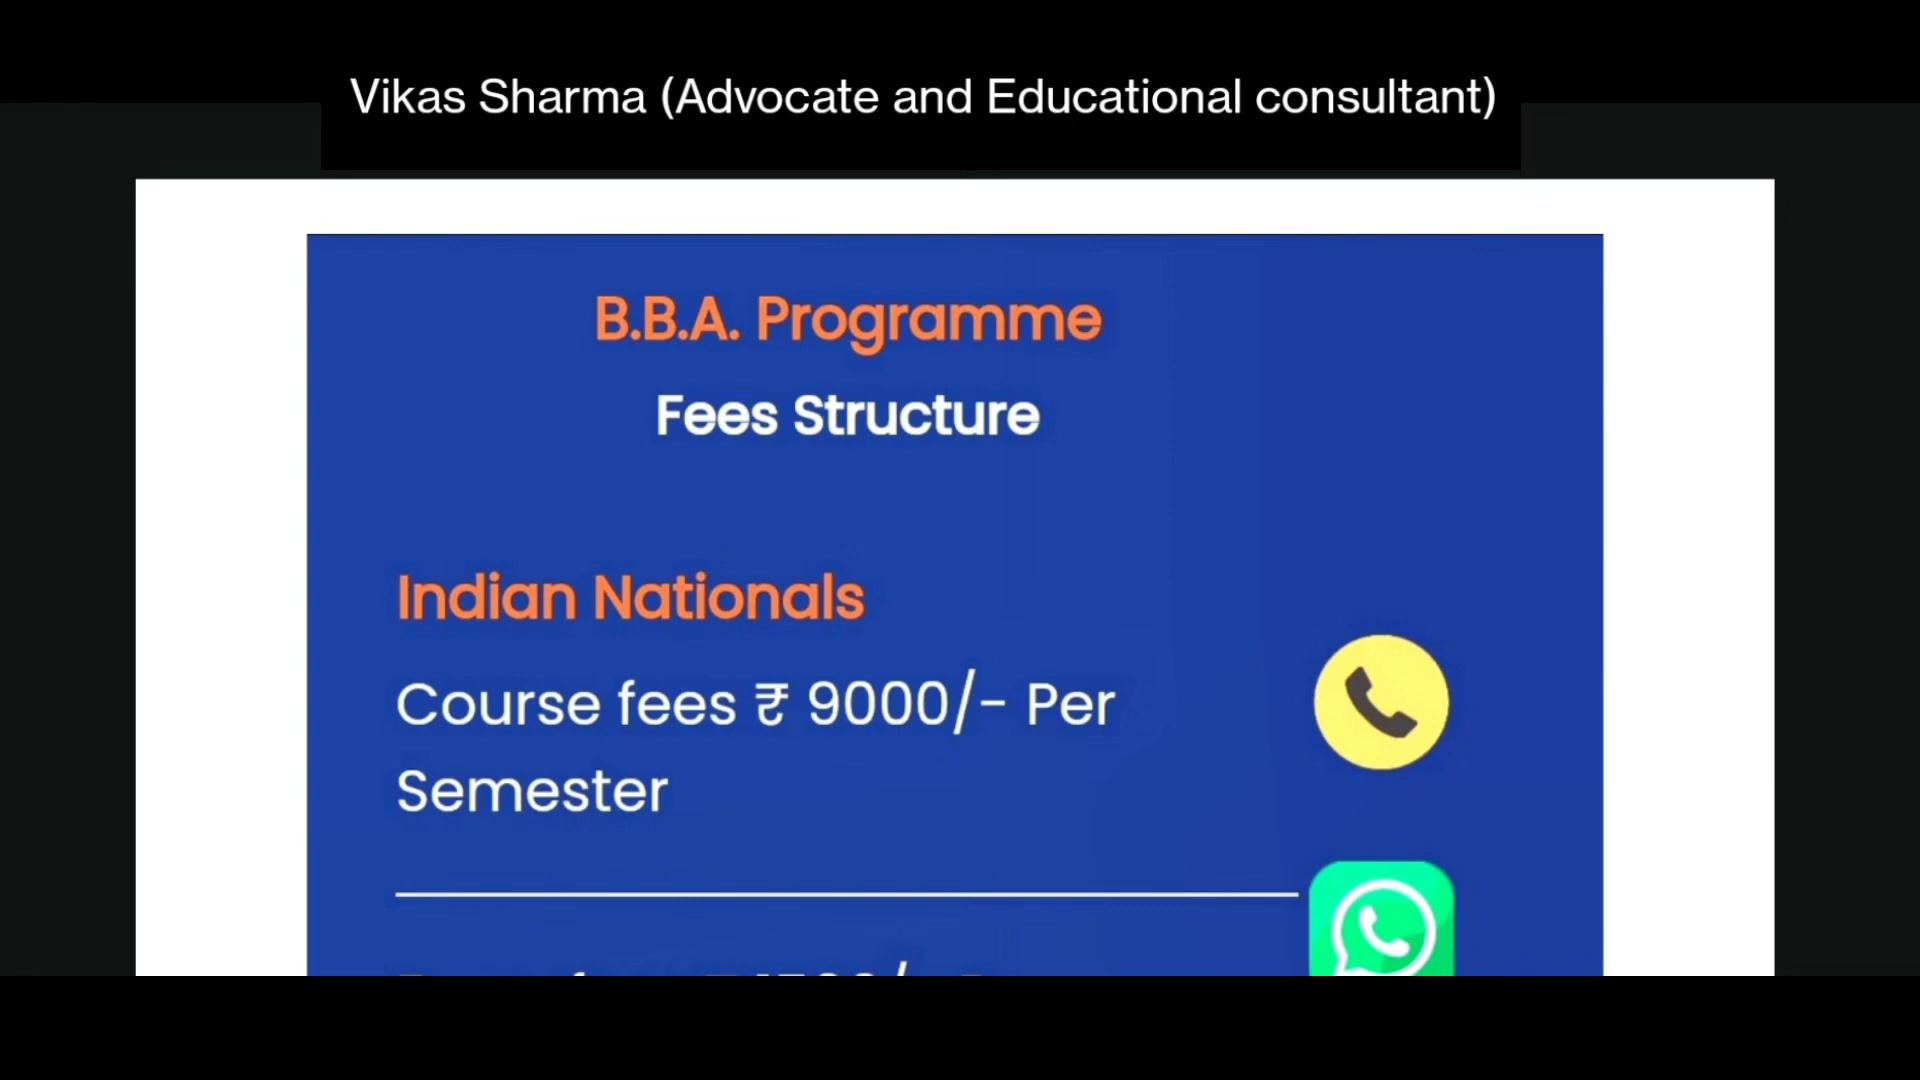 Vikas Sharma (Advocate and Educational consultant)
B.B.A. Programme
Fees Structure
Indian Nationals
Course fees ₹ 9000/- Per
Semester